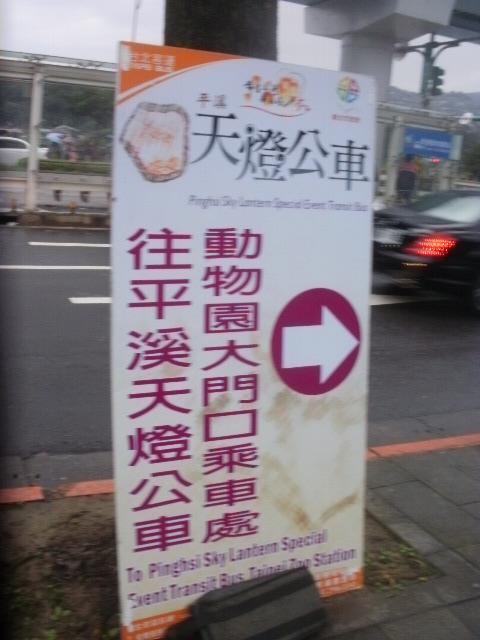 平溪
天燈公車
Pinghsi Sky Lantern Special Event Transit Bus
動物園大門口乘車處
往平溪天燈公車
To Pinghsi Sky Lantern Special
Event Transit Bus, Taipei Zoo Station